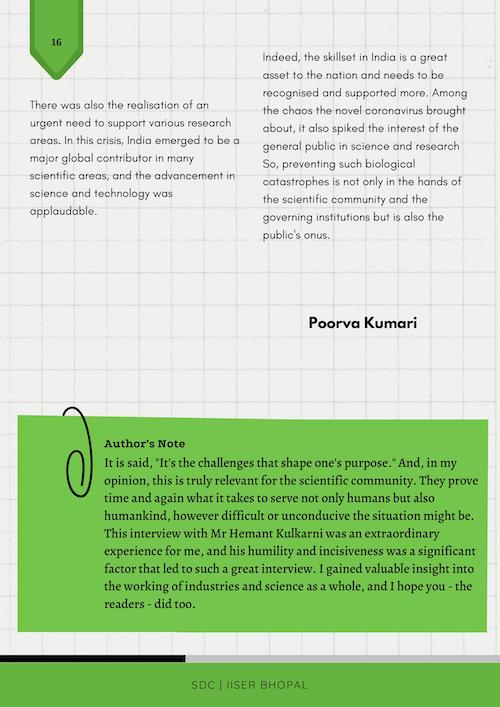 16
There was also the realisation of an
urgent need to support various research
areas. In this crisis, India emerged to be a
major global contributor in many
scientific areas, and the advancement in
science and technology was
applaudable.
Indeed, the skillset in India is a great
asset to the nation and needs to be
recognised and supported more. Among
the chaos the novel coronavirus brought
about, it also spiked the interest of the
general public in science and research
So, preventing such biological
catastrophes is not only in the hands of
the scientific community and the
governing institutions but is also the
public's onus.
Poorva Kumari
Author's Note
It is said, "It's the challenges that shape one's purpose." And, in my
opinion, this is truly relevant for the scientific community. They prove
time and again what it takes to serve not only humans but also
humankind, however difficult or unconducive the situation might be.
This interview with Mr Hemant Kulkarni was an extraordinary
experience for me, and his humility and incisiveness was a significant
factor that led to such a great interview. I gained valuable insight into
the working of industries and science as a whole, and I hope you - the
readers - did too.
SDC | IISER BHOPAL